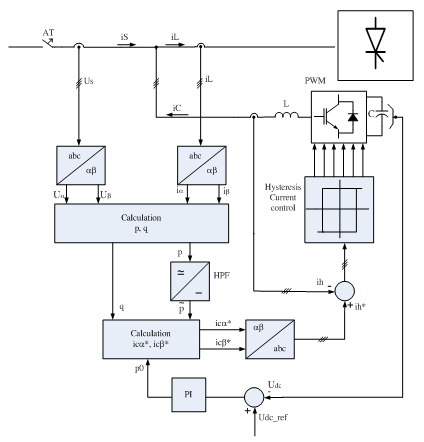 AT
iS
iL
Us
iL
iC
L
PWM
C
abc
αβ
abc
αβ
Uα
Uβ
iα
iβ
Hysteresis
Current
control
Calculation
p, q
p
HPF
q
p̃
ih
-
+
ih*
Calculation
icα*, icβ*
icα*
icβ*
αβ
abc
p0
PI
Udc
-
+
Udc_ref